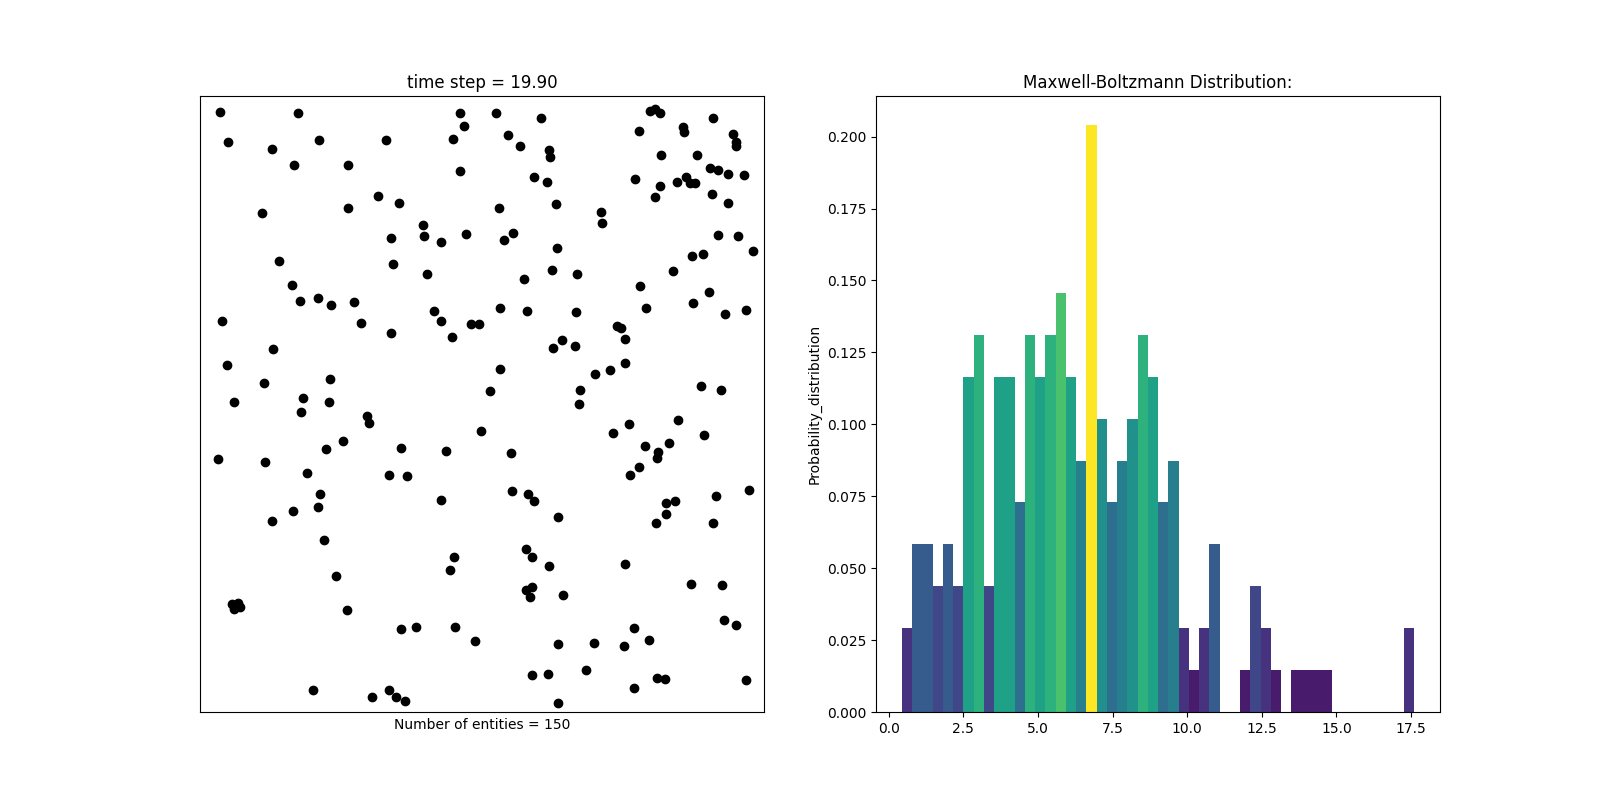 time step = 19.90
Number of entities = 150
Maxwell-Boltzmann Distribution:
Probability_distribution
0.200
0.175
0.150
0.125
0.100
0.075
0.050
0.025
0.000
0.0 2.5 5.0 7.5 10.0 12.5 15.0 17.5